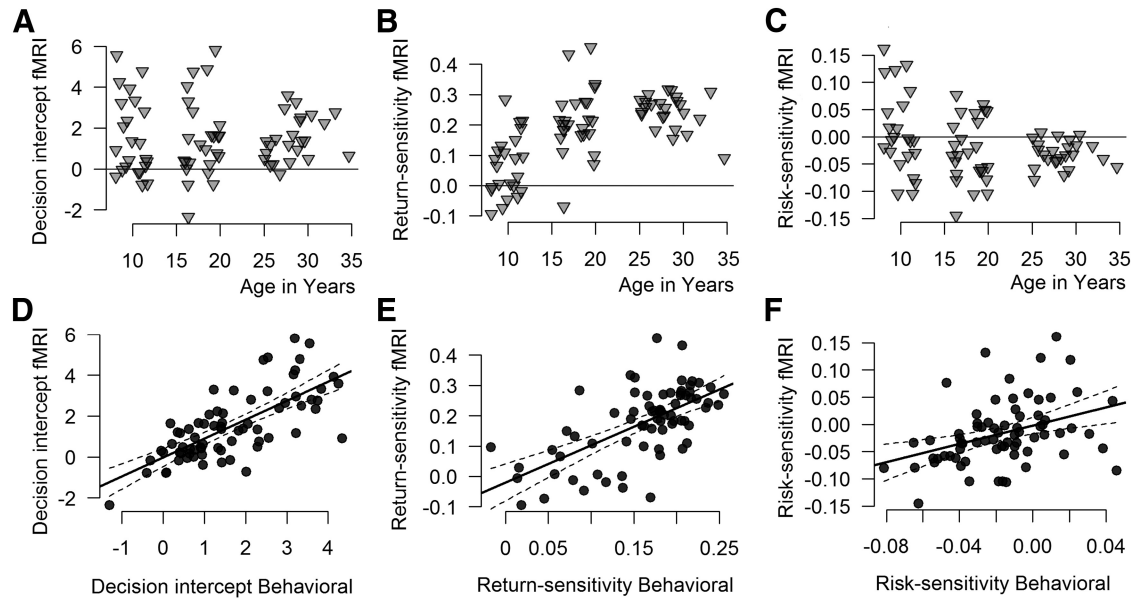 A
B
C
Decision intercept fMRI
6
4
2
0
-2
10 15 20 25 30 35
Age in Years
Return-sensitivity fMRI
0.4
0.3
0.2
0.1
0.0
-0.1
10 15 20 25 30 35
Age in Years
Risk-sensitivity fMRI
0.15
0.10
0.05
0.00
-0.05
-0.10
-0.15
10 15 20 25 30 35
Age in Years
D
E
F
Decision intercept fMRI
6
4
2
0
-2
-1 0 1 2 3 4
Decision intercept Behavioral
Return-sensitivity fMRI
0.4
0.3
0.2
0.1
0.0
-0.1
0 0.05 0.15 0.25
Return-sensitivity Behavioral
Risk-sensitivity fMRI
0.15
0.10
0.05
0.00
-0.05
-0.10
-0.15
-0.08 -0.04 0.00 0.04
Risk-sensitivity Behavioral